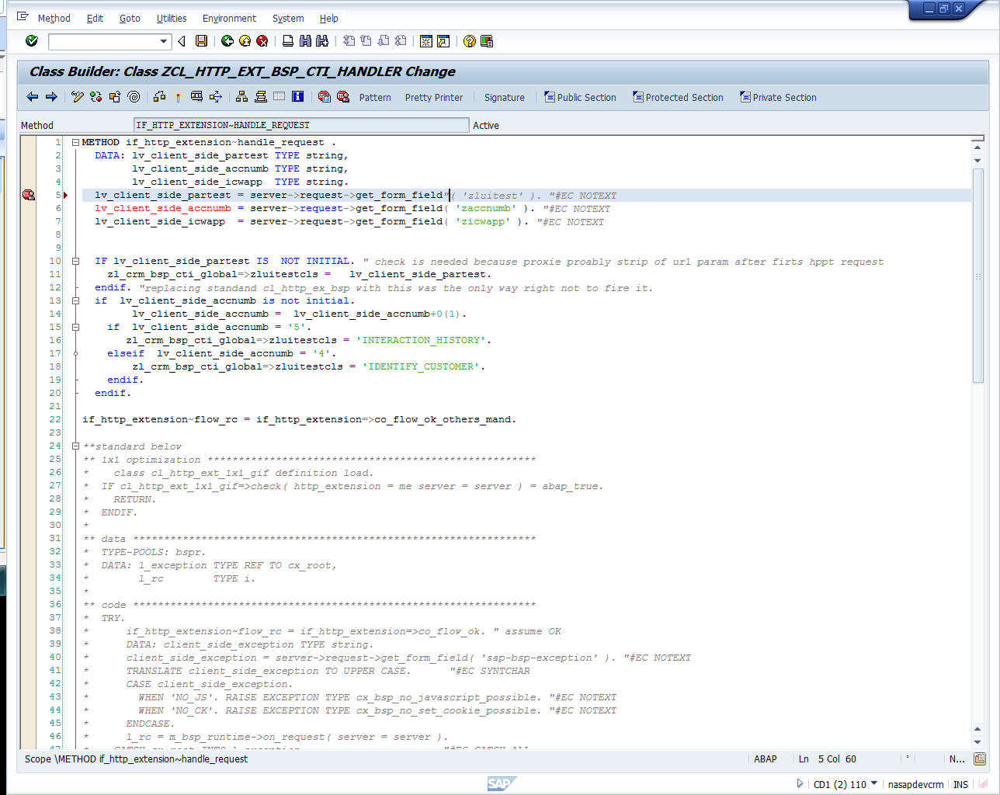 Method Edit Goto Utilities Environment System Help
Class Builder: Class ZCL_HTTP_EXT_BSP_CTI_HANDLER Change
Pattern Pretty Printer Signature Public Section Protected Section Private Section
Method IF_HTTP_EXTENSION~HANDLE_REQUEST Active
1 METHOD if_http_extension~handle_request .
2 DATA: lv_client_side_partest TYPE string,
3 lv_client_side_accnumb TYPE string,
4 lv_client_side_icwapp TYPE string.
5 lv_client_side_partest = server->request->get_form_field"( 'zluitest' ). "#EC NOTEXT
6 lv_client_side_accnumb = server->request->get_form_field( 'zaccnumb' ). "#EC NOTEXT
7 lv_client_side_icwapp = server->request->get_form_field( 'zicwapp' ). "#EC NOTEXT
8
9
10 IF lv_client_side_partest IS NOT INITIAL. " check is needed because proxie proably strip of url param after firts hppt request
11 zl_crm_bsp_cti_global=>zluitestcls = lv_client_side_partest.
12 endif. "replacing standand cl_http_ex_bsp with this was the only way right not to fire it.
13 if lv_client_side_accnumb is not initial.
14 lv_client_side_accnumb = lv_client_side_accnumb+0(1).
15 if lv_client_side_accnumb = '5'.
16 zl_crm_bsp_cti_global=>zluitestcls = 'INTERACTION_HISTORY'.
17 elseif lv_client_side_accnumb = '4'.
18 zl_crm_bsp_cti_global=>zluitestcls = 'IDENTIFY_CUSTOMER'.
19 endif.
20 endif.
21
22 if_http_extension~flow_rc = if_http_extension=>co_flow_ok_others_mand.
23
24 **standard below
25 ** 1x1 optimization *****************************************************
26 * class cl_http_ext_1x1_gif definition load.
27 * IF cl_http_ext_1x1_gif=>check( http_extension = me server = server ) = abap_true.
28 * RETURN.
29 * ENDIF.
30 *
31 ** data *****************************************************************
32 * TYPE-POOLS: bspr.
33 * DATA: l_exception TYPE REF TO cx_root,
34 * l_rc TYPE i.
35 *
36 ** code *****************************************************************
37 * TRY.
38 * if_http_extension~flow_rc = if_http_extension=>co_flow_ok. " assume OK
39 * DATA: client_side_exception TYPE string.
40 * client_side_exception = server->request->get_form_field( 'sap-bsp-exception' ). "#EC NOTEXT
41 * TRANSLATE client_side_exception TO UPPER CASE. "#EC SYNTCHAR
42 * CASE client_side_exception.
43 * WHEN 'NO_JS'. RAISE EXCEPTION TYPE cx_bsp_no_javascript_possible. "#EC NOTEXT
44 * WHEN 'NO_CK'. RAISE EXCEPTION TYPE cx_bsp_no_set_cookie_possible. "#EC NOTEXT
45 * ENDCASE.
46 * l_rc = m_bsp_runtime->on_request( server = server ).
Scope \METHOD if_http_extension~handle_request ABAP Ln 5 Col 60 N...
SAP CD1 (2) 110 nasapdevcrm INS